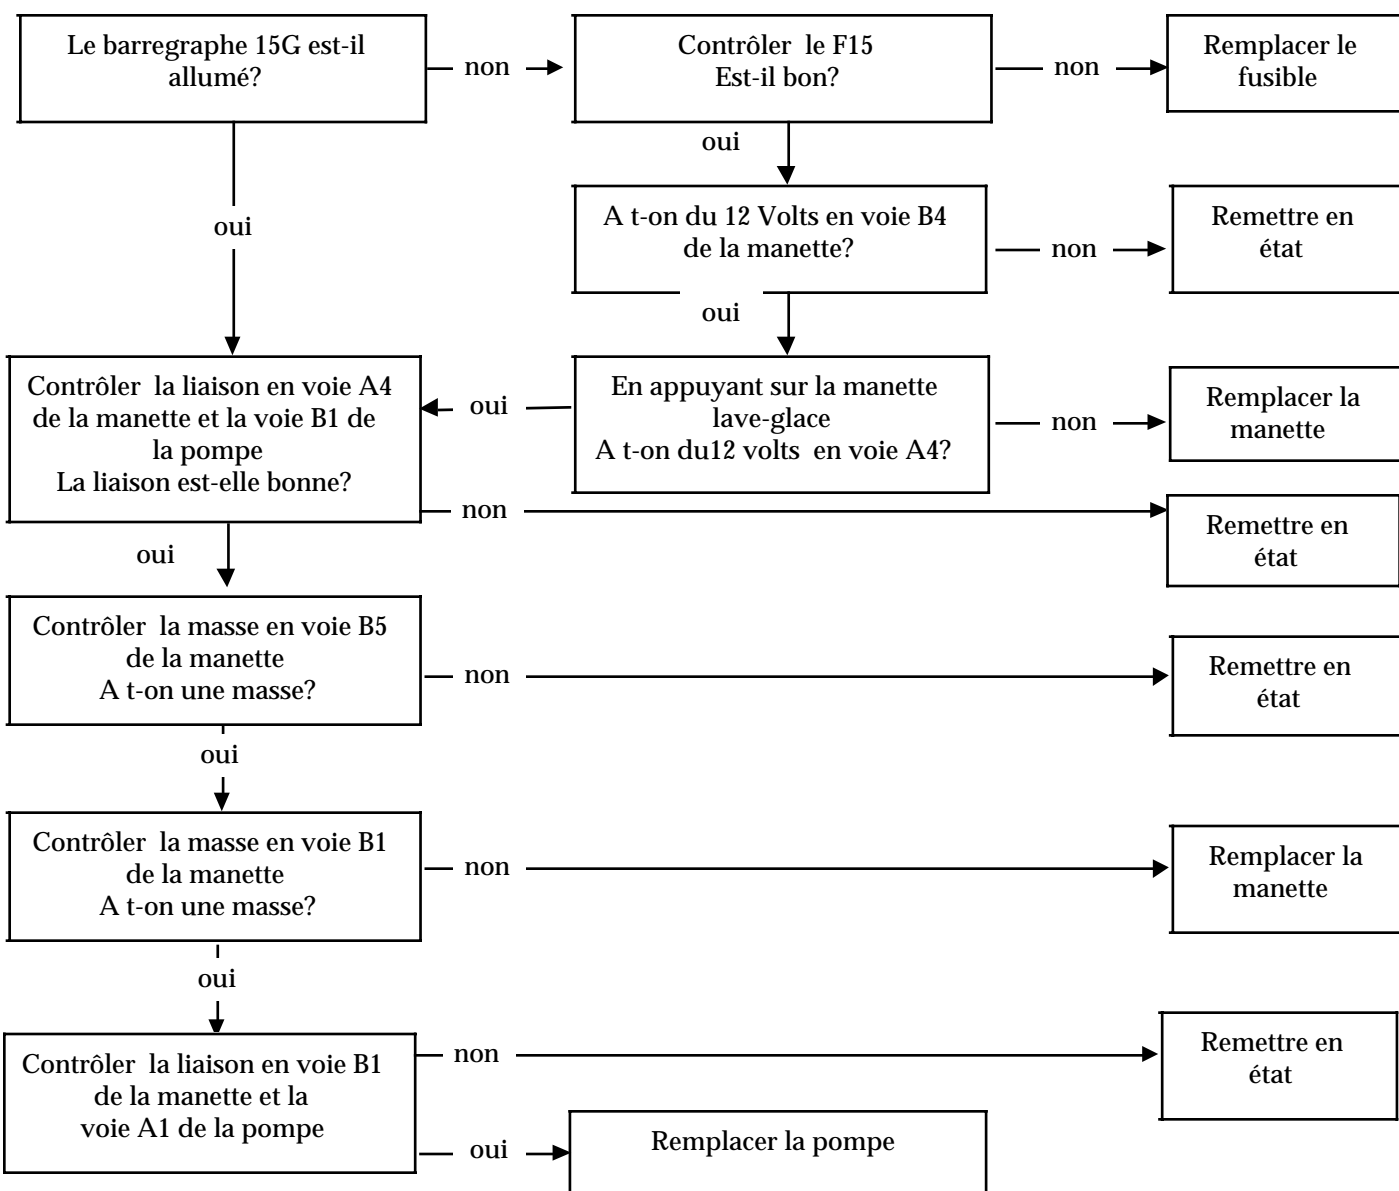 Le barregraphe 15G est-il
allumé?
non
Contrôler le F15
Est-il bon?
non
Remplacer le
fusible
oui
oui
A t-on du 12 Volts en voie B4
de la manette?
non
Remettre en
état
oui
Contrôler la liaison en voie A4
de la manette et la voie B1 de
la pompe
La liaison est-elle bonne?
oui
En appuyant sur la manette
lave-glace
A t-on du12 volts en voie A4?
non
Remplacer la
manette
non
Remettre en
état
oui
Contrôler la masse en voie B5
de la manette
A t-on une masse?
non
Remettre en
état
oui
Contrôler la masse en voie B1
de la manette
A t-on une masse?
non
Remplacer la
manette
oui
Contrôler la liaison en voie B1
de la manette et la
voie A1 de la pompe
non
Remettre en
état
oui
Remplacer la pompe